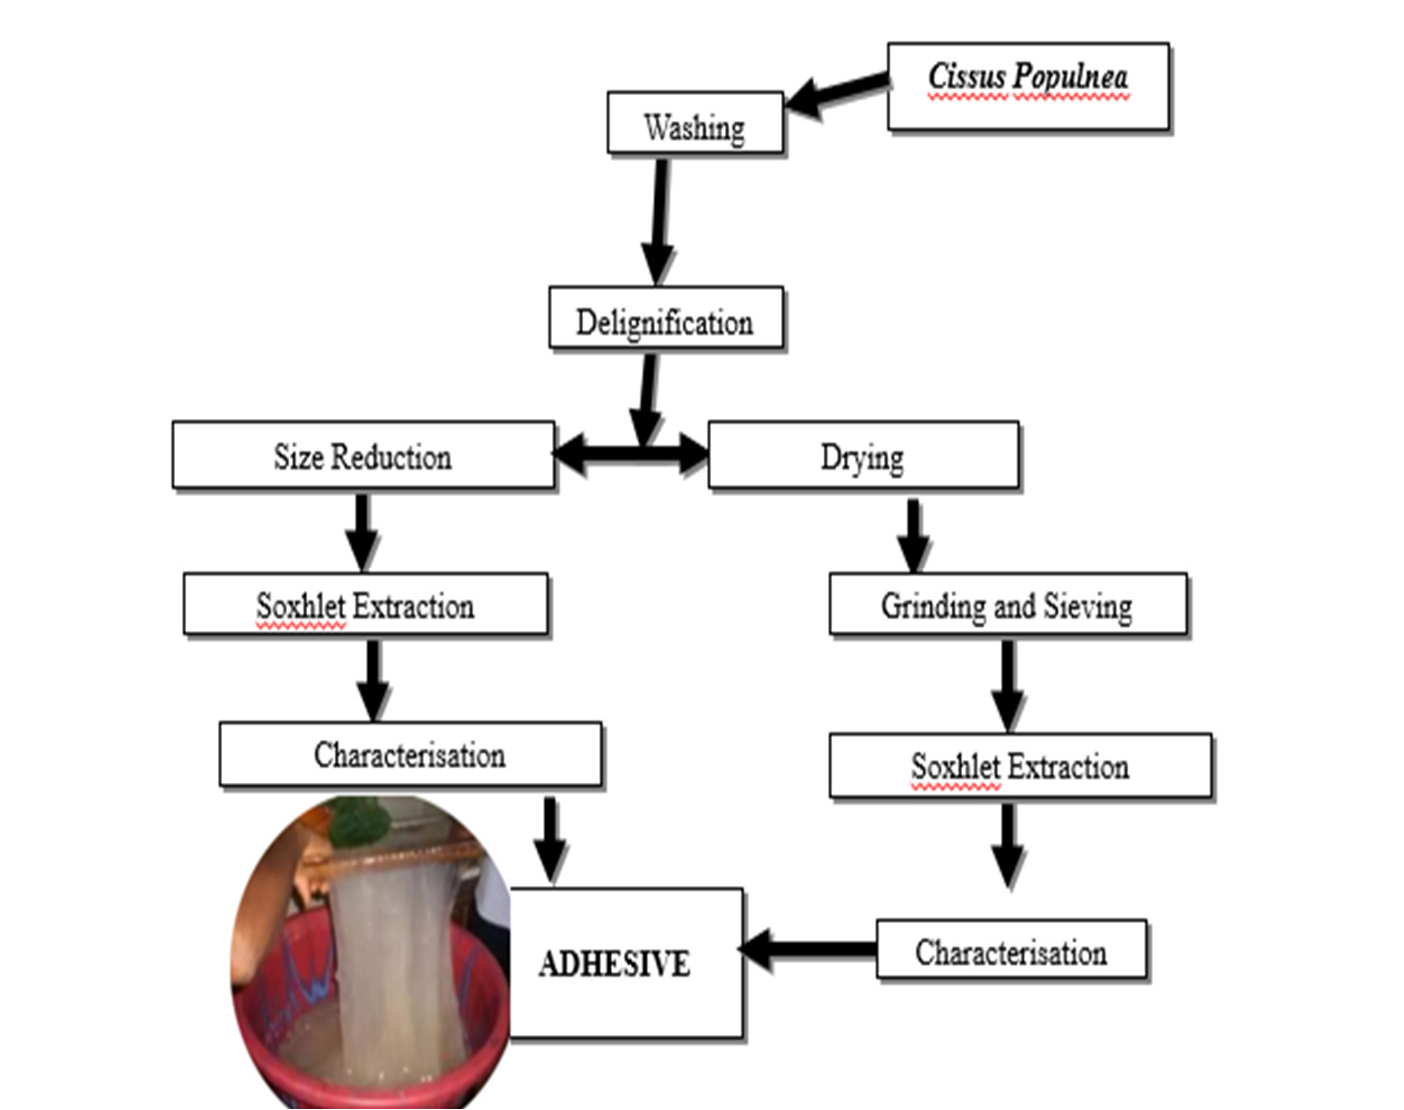 Cissus Populnea
Washing
Delignification
Size Reduction
Drying
Soxhlet Extraction
Grinding and Sieving
Characterisation
Soxhlet Extraction
ADHESIVE
Characterisation